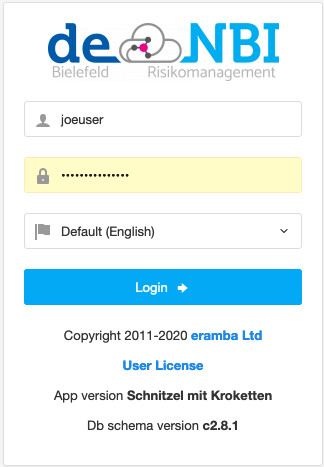 de NBI
Bielefeld Risikomanagement
joeuser
•••••••••••••••
Default (English)
Login
Copyright 2011-2020 eramba Ltd
User License
App version Schnitzel mit Kroketten
Db schema version c2.8.1